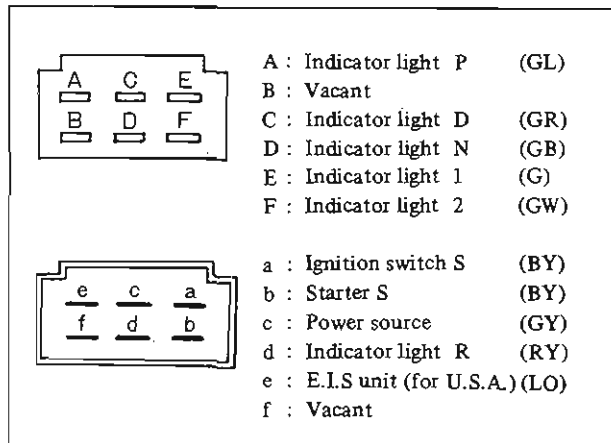 A C E
B D F
A : Indicator light P (GL)
B : Vacant
C : Indicator light D (GR)
D : Indicator light N (GB)
E : Indicator light 1 (G)
F : Indicator light 2 (GW)
e c a
f d b
a : Ignition switch S (BY)
b : Starter S (BY)
c : Power source (GY)
d : Indicator light R (RY)
e : E.I.S unit (for U.S.A.) (LO)
f : Vacant